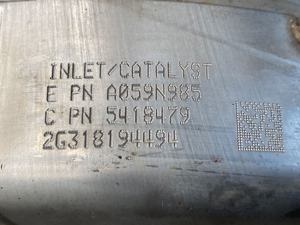 INLET/CATALYST
E PN A059N985
C PN 5418479
2G318194494